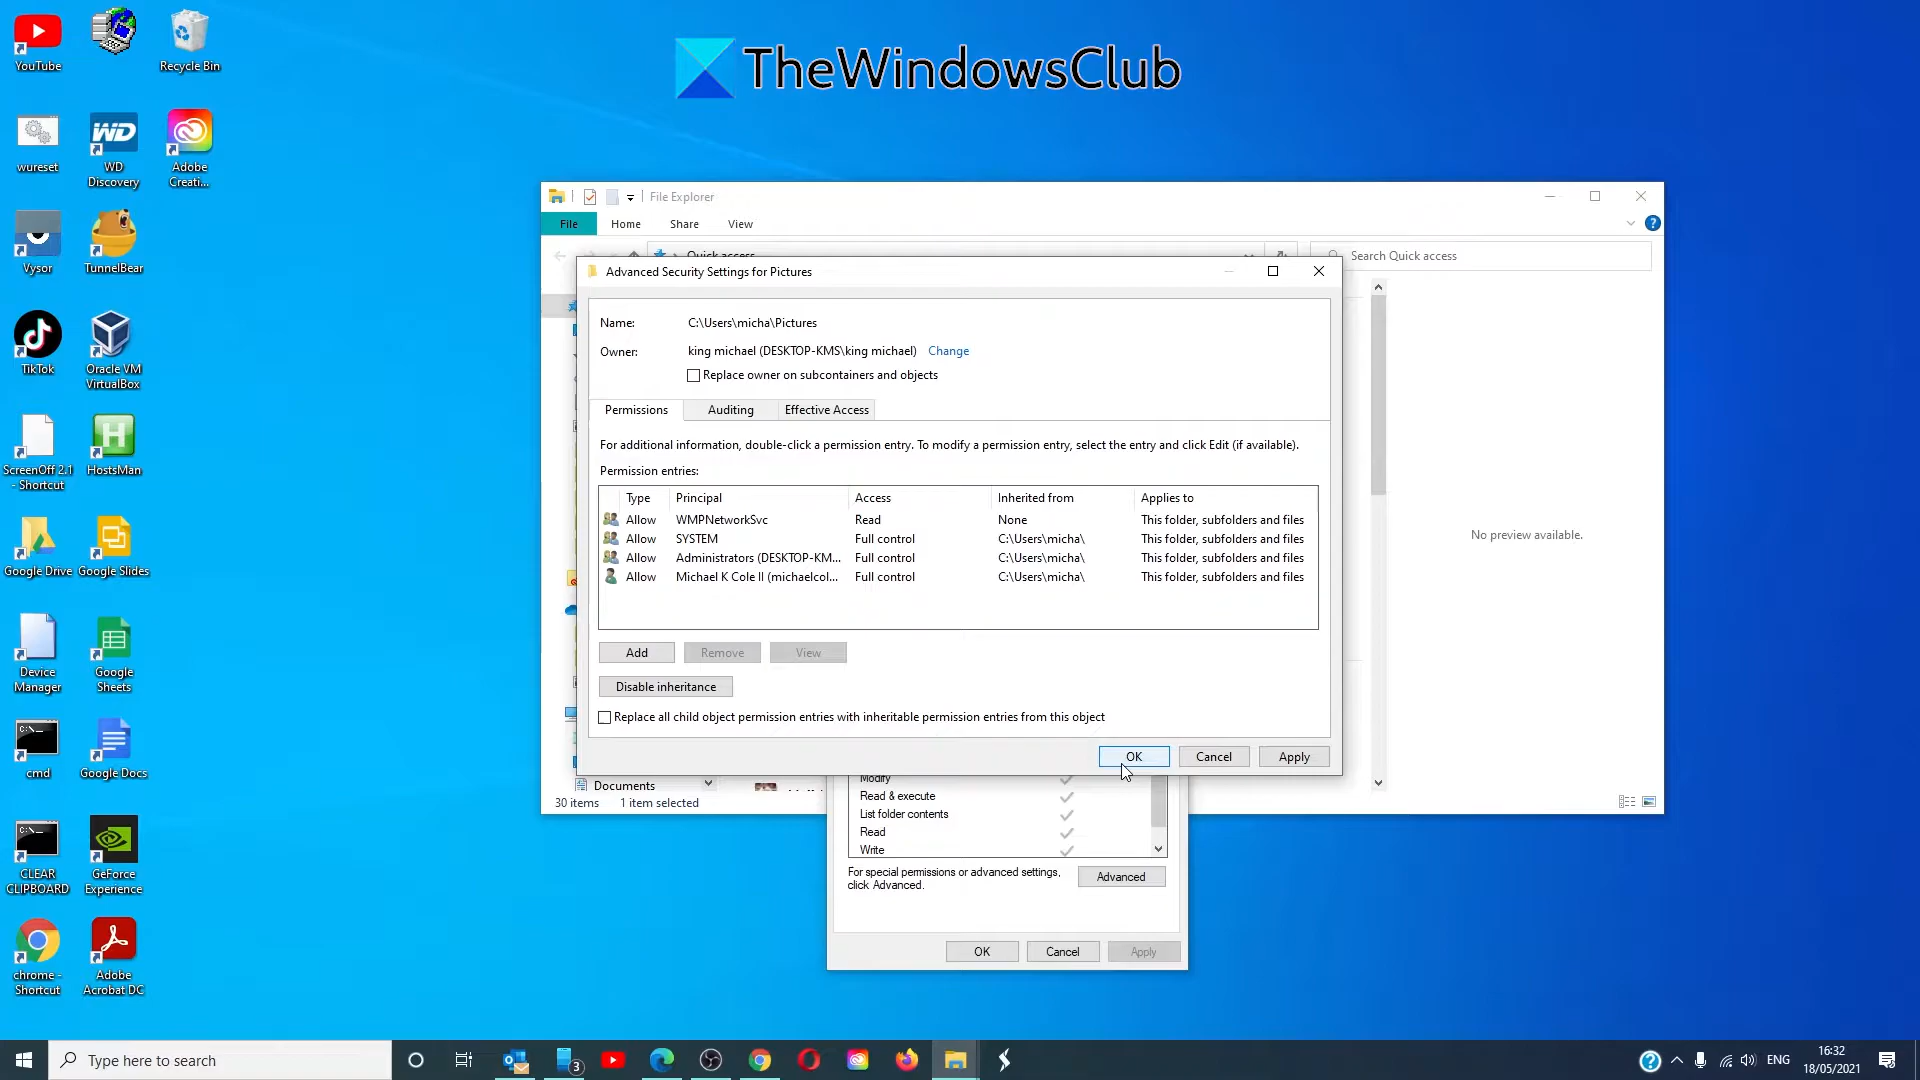 YouTube
Recycle Bin
wureset
WD
Discovery
Adobe
Creati...
Vysor
TunnelBear
TikTok
Oracle VM
VirtualBox
ScreenOff 2.1
- Shortcut
HostsMan
Google Drive
Google Slides
Device
Manager
Google
Sheets
cmd
Google Docs
CLEAR
CLIPBOARD
GeForce
Experience
chrome -
Shortcut
Adobe
Acrobat DC
TheWindowsClub
File Explorer
File Home Share View
Quick access
Search Quick access
Advanced Security Settings for Pictures
Name: C:\Users\micha\Pictures
Owner: king michael (DESKTOP-KMS\king michael) Change
Replace owner on subcontainers and objects
Permissions Auditing Effective Access
For additional information, double-click a permission entry. To modify a permission entry, select the entry and click Edit (if available).
Permission entries:
Type Principal Access Inherited from Applies to
Allow WMPNetworkSvc Read None This folder, subfolders and files
Allow SYSTEM Full control C:\Users\micha\ This folder, subfolders and files
Allow Administrators (DESKTOP-KM... Full control C:\Users\micha\ This folder, subfolders and files
Allow Michael K Cole II (michaelcol... Full control C:\Users\micha\ This folder, subfolders and files
Add Remove View
Disable inheritance
Replace all child object permission entries with inheritable permission entries from this object
OK Cancel Apply
No preview available.
Documents
30 items 1 item selected
Modify
Read & execute
List folder contents
Read
Write
For special permissions or advanced settings,
click Advanced.
Advanced
OK Cancel Apply
Type here to search
3
ENG
16:32
18/05/2021